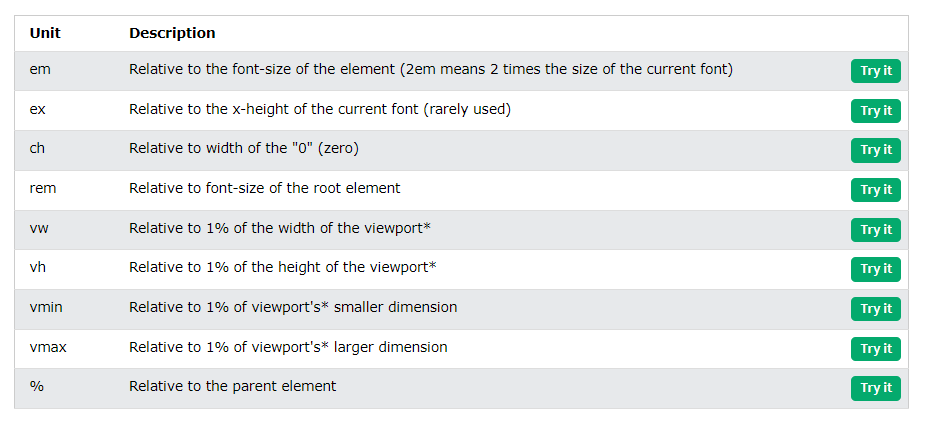 Unit Description
em Relative to the font-size of the element (2em means 2 times the size of the current font) Try it
ex Relative to the x-height of the current font (rarely used) Try it
ch Relative to width of the "0" (zero) Try it
rem Relative to font-size of the root element Try it
vw Relative to 1% of the width of the viewport* Try it
vh Relative to 1% of the height of the viewport* Try it
vmin Relative to 1% of viewport's* smaller dimension Try it
vmax Relative to 1% of viewport's* larger dimension Try it
% Relative to the parent element Try it